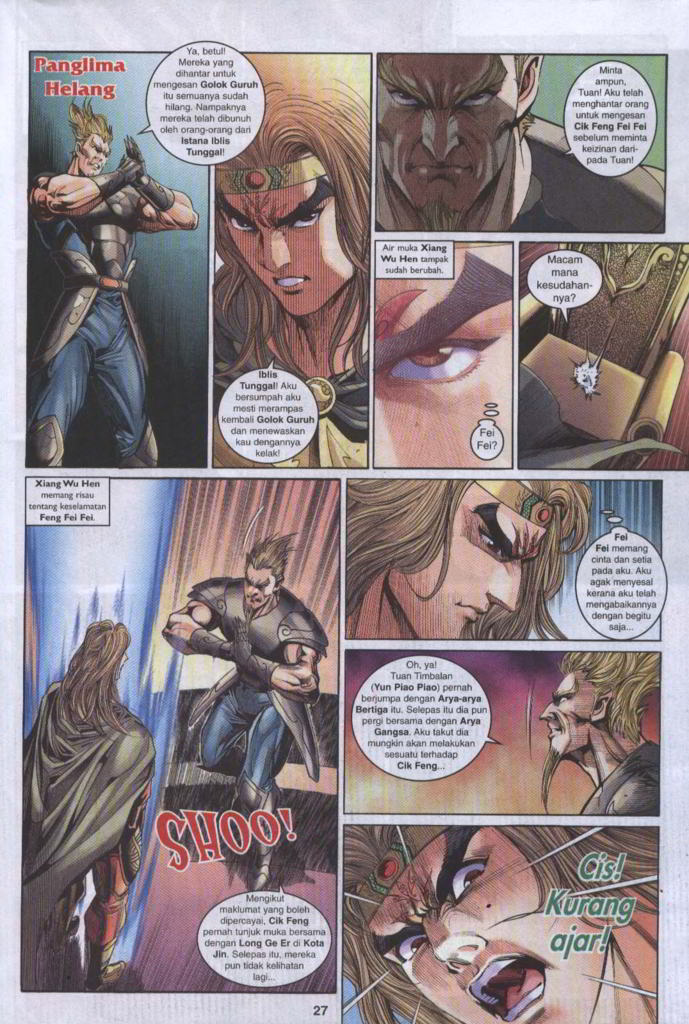 Panglima
Helang
Ya, betul!
Mereka yang
dihantar untuk
mengesan Golok Guruh
itu semuanya sudah
hilang. Nampaknya
mereka telah dibunuh
oleh orang-orang dari
Istana Iblis
Tunggal!
Iblis
Tunggal! Aku
bersumpah aku
mesti merampas
kembali Golok Guruh
dan menewaskan
kau dengannya
kelak!
Minta
ampun,
Tuan! Aku telah
menghantar orang
untuk mengesan
Cik Feng Fei Fei
sebelum meminta
keizinan dari-
pada Tuan!
Air muka Xiang
Wu Hen tampak
sudah berubah.
Fei
Fei?
Macam
mana
kesudahan-
nya?
Xiang Wu Hen
memang risau
tentang keselamatan
Feng Fei Fei.
SHOO!
Mengikut
maklumat yang boleh
dipercayai, Cik Feng
pernah tunjuk muka bersama
dengan Long Ge Er di Kota
Jin. Selepas itu, mereka
pun tidak kelihatan
lagi...
Fei
Fei memang
cinta dan setia
pada aku. Aku
agak menyesal
kerana aku telah
mengabaikannya
dengan begitu
saja...
Oh, ya!
Tuan Timbalan
(Yun Piao Piao) pernah
berjumpa dengan Arya-arya
Bertiga itu. Selepas itu dia pun
pergi bersama dengan Arya
Gangsa. Aku takut dia
mungkin akan melakukan
sesuatu terhadap
Cik Feng...
Cis!
Kurang
ajar!
27